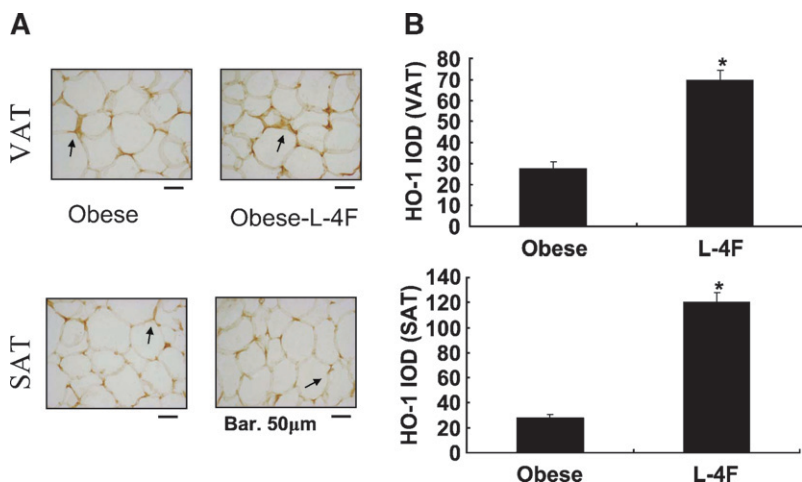 A
VAT
Obese
Obese-L-4F
SAT
Bar. 50μm
B
HO-1 IOD (VAT)
80
70
60
50
40
30
20
10
0
*
Obese
L-4F
HO-1 IOD (SAT)
140
120
100
80
60
40
20
0
*
Obese
L-4F